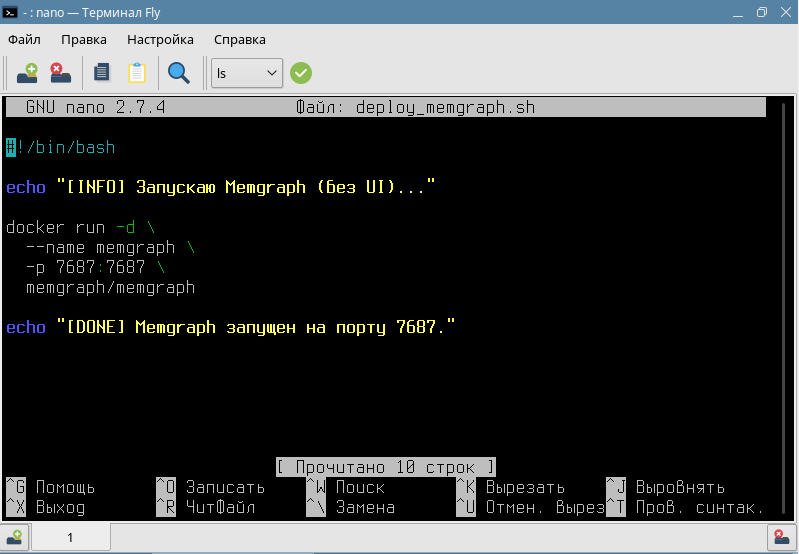 - : nano — Терминал Fly
Файл Правка Настройка Справка
ls
GNU nano 2.7.4 Файл: deploy_memgraph.sh
#!/bin/bash
echo "[INFO] Запускаю Memgraph (без UI)..."
docker run -d \
--name memgraph \
-p 7687:7687 \
memgraph/memgraph
echo "[DONE] Memgraph запущен на порту 7687."
[ Прочитано 10 строк ]
^G Помощь ^O Записать ^W Поиск ^K Вырезать ^J Выровнять
^X Выход ^R ЧитФайл ^\ Замена ^U Отмен. Вырез ^T Пров. синтак.
1